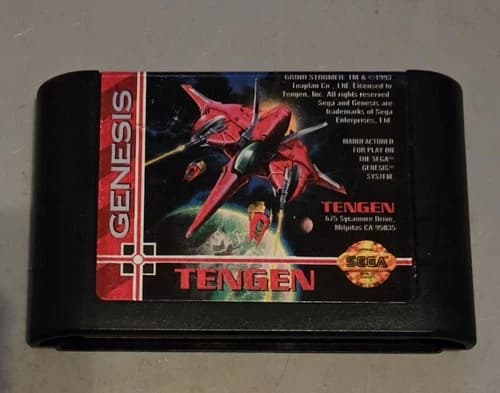 GENESIS
GRIND STORMER: TM & ©1993
Toaplan Co., Ltd. Licensed to
Tengen, Inc. All rights reserved.
Sega and Genesis are
trademarks of Sega
Enterprises, Ltd.
MANUFACTURED
FOR PLAY ON
THE SEGA™
GENESIS™
SYSTEM
TENGEN
675 Sycamore Drive,
Milpitas CA 95035
SEGA
TENGEN